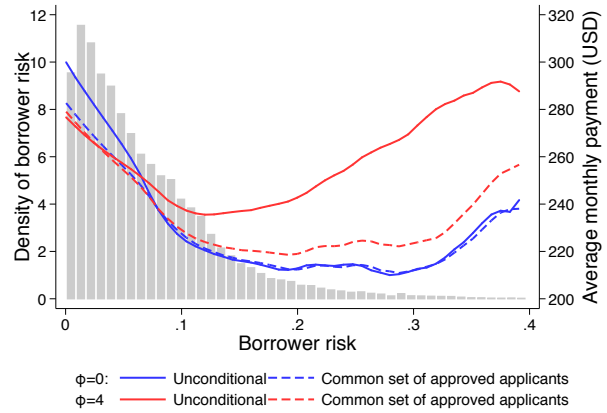 12
10
8
6
4
2
0
Density of borrower risk
320
300
280
260
240
220
200
Average monthly payment (USD)
0 .1 .2 .3 .4
Borrower risk
ϕ=0: Unconditional Common set of approved applicants
ϕ=4 Unconditional Common set of approved applicants